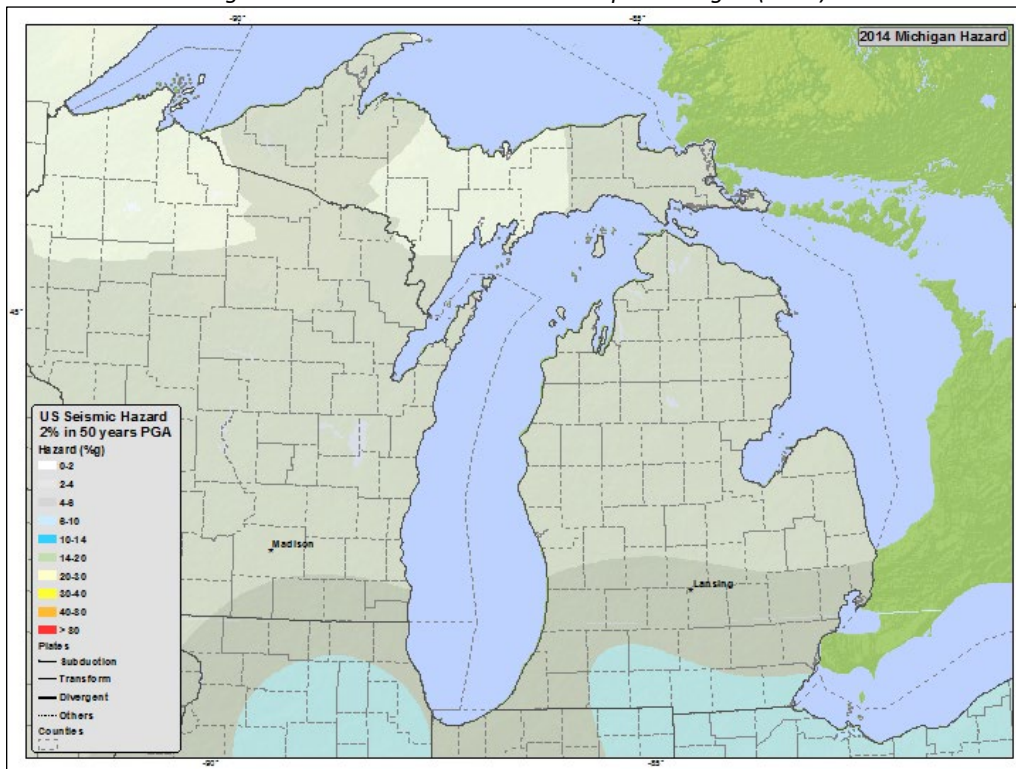 -90°
-85°
2014 Michigan Hazard
45°
US Seismic Hazard
2% in 50 years PGA
Hazard (%g)
0-2
2-4
4-6
6-10
10-14
14-20
20-30
30-40
40-80
> 80
Plates
Subduction
Transform
Divergent
Others
Counties
Madison
Lansing
-90°
-85°